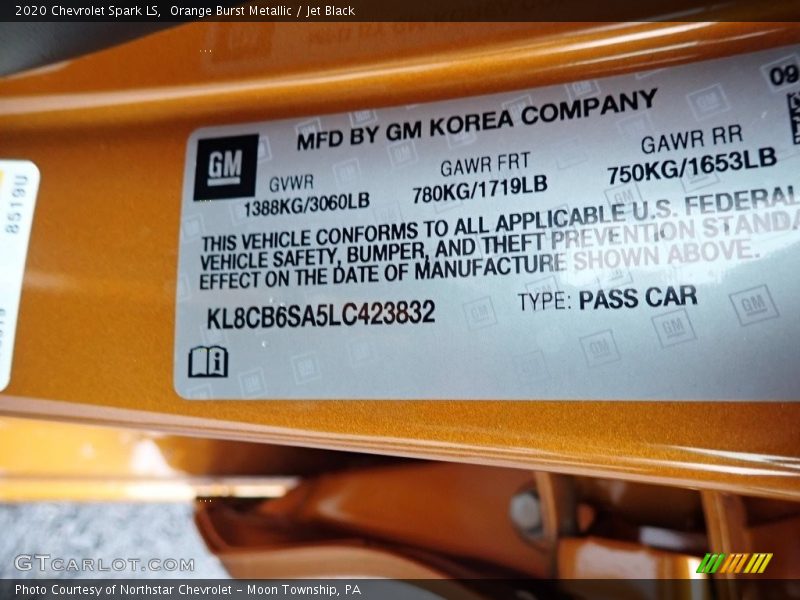 2020 Chevrolet Spark LS, Orange Burst Metallic / Jet Black
09
MFD BY GM KOREA COMPANY
GM
GVWR GAWR FRT GAWR RR
1388KG/3060LB 780KG/1719LB 750KG/1653LB
THIS VEHICLE CONFORMS TO ALL APPLICABLE U.S. FEDERAL
VEHICLE SAFETY, BUMPER, AND THEFT PREVENTION STANDA
EFFECT ON THE DATE OF MANUFACTURE SHOWN ABOVE.
KL8CB6SA5LC423832 TYPE: PASS CAR
8519U
GTCARLOT.COM
Photo Courtesy of Northstar Chevrolet - Moon Township, PA